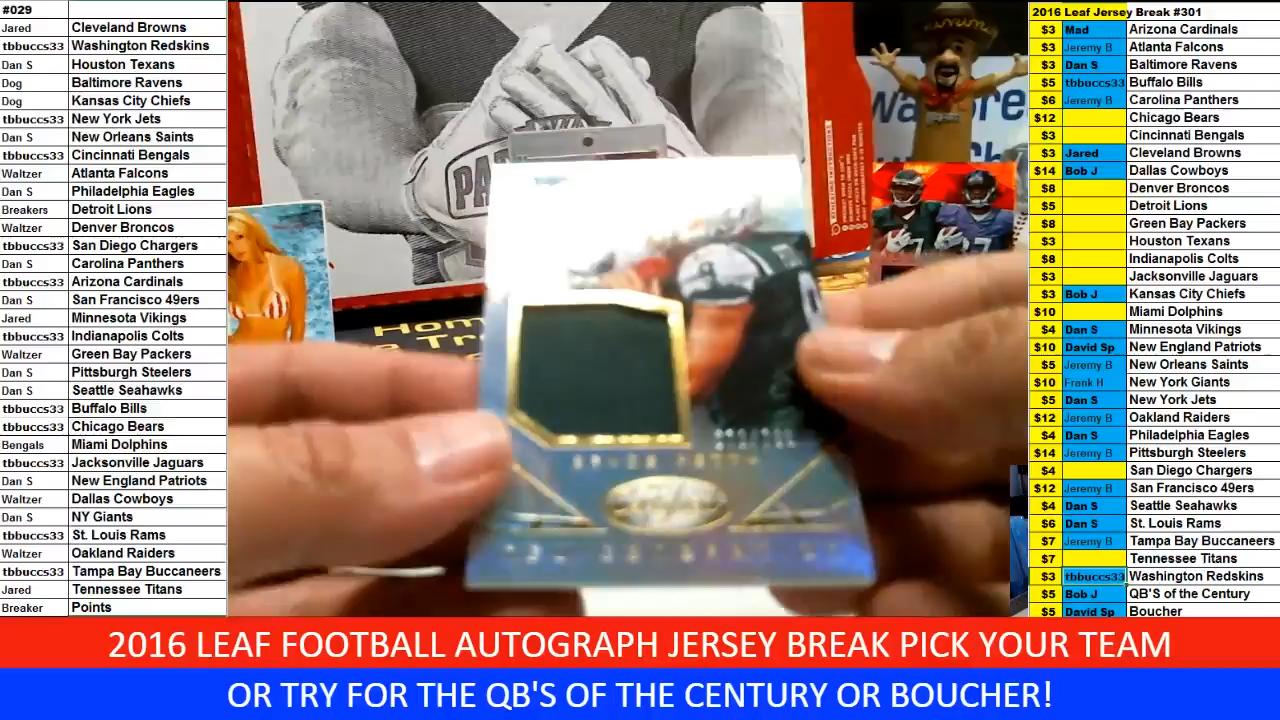 #029
Jared Cleveland Browns
tbbuccs33 Washington Redskins
Dan S Houston Texans
Dog Baltimore Ravens
Dog Kansas City Chiefs
tbbuccs33 New York Jets
Dan S New Orleans Saints
tbbuccs33 Cincinnati Bengals
Waltzer Atlanta Falcons
Dan S Philadelphia Eagles
Breakers Detroit Lions
Waltzer Denver Broncos
tbbuccs33 San Diego Chargers
Dan S Carolina Panthers
tbbuccs33 Arizona Cardinals
Dan S San Francisco 49ers
Jared Minnesota Vikings
tbbuccs33 Indianapolis Colts
Waltzer Green Bay Packers
Dan S Pittsburgh Steelers
Dan S Seattle Seahawks
tbbuccs33 Buffalo Bills
tbbuccs33 Chicago Bears
Bengals Miami Dolphins
tbbuccs33 Jacksonville Jaguars
Dan S New England Patriots
Waltzer Dallas Cowboys
Dan S NY Giants
tbbuccs33 St. Louis Rams
Waltzer Oakland Raiders
tbbuccs33 Tampa Bay Buccaneers
Jared Tennessee Titans
Breaker Points
2016 Leaf Jersey Break #301
$3 Mad Arizona Cardinals
$3 Jeremy B Atlanta Falcons
$3 Dan S Baltimore Ravens
$5 tbbuccs33 Buffalo Bills
$6 Jeremy B Carolina Panthers
$12 Chicago Bears
$3 Cincinnati Bengals
$3 Jared Cleveland Browns
$14 Bob J Dallas Cowboys
$8 Denver Broncos
$5 Detroit Lions
$8 Green Bay Packers
$3 Houston Texans
$8 Indianapolis Colts
$3 Jacksonville Jaguars
$3 Bob J Kansas City Chiefs
$10 Miami Dolphins
$4 Dan S Minnesota Vikings
$10 David Sp New England Patriots
$5 Jeremy B New Orleans Saints
$10 Frank H New York Giants
$5 Dan S New York Jets
$12 Jeremy B Oakland Raiders
$4 Dan S Philadelphia Eagles
$14 Jeremy B Pittsburgh Steelers
$4 San Diego Chargers
$12 Jeremy B San Francisco 49ers
$4 Dan S Seattle Seahawks
$6 Dan S St. Louis Rams
$7 Jeremy B Tampa Bay Buccaneers
$7 Tennessee Titans
$3 tbbuccs33 Washington Redskins
$5 Bob J QB'S of the Century
$5 David Sp Boucher
2016 LEAF FOOTBALL AUTOGRAPH JERSEY BREAK PICK YOUR TEAM
OR TRY FOR THE QB'S OF THE CENTURY OR BOUCHER!